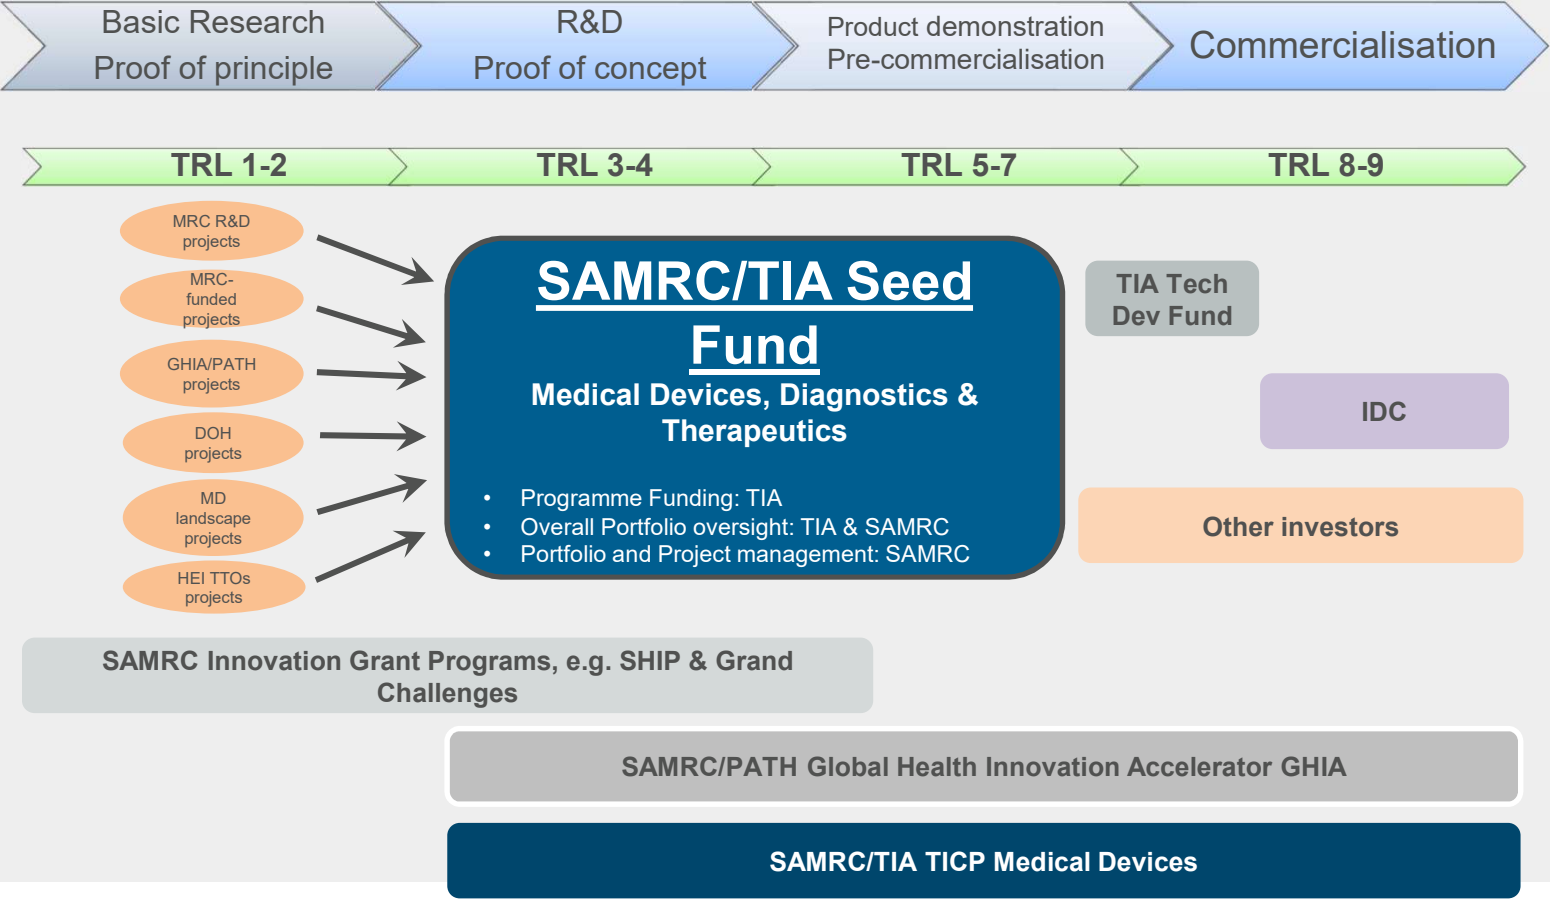 Basic Research
Proof of principle
R&D
Proof of concept
Product demonstration
Pre-commercialisation
Commercialisation
TRL 1-2
TRL 3-4
TRL 5-7
TRL 8-9
MRC R&D
projects
MRC-
funded
projects
GHIA/PATH
projects
DOH
projects
MD
landscape
projects
HEI TTOs
projects
SAMRC/TIA Seed
Fund
Medical Devices, Diagnostics &
Therapeutics
• Programme Funding: TIA
• Overall Portfolio oversight: TIA & SAMRC
• Portfolio and Project management: SAMRC
TIA Tech
Dev Fund
IDC
Other investors
SAMRC Innovation Grant Programs, e.g. SHIP & Grand
Challenges
SAMRC/PATH Global Health Innovation Accelerator GHIA
SAMRC/TIA TICP Medical Devices